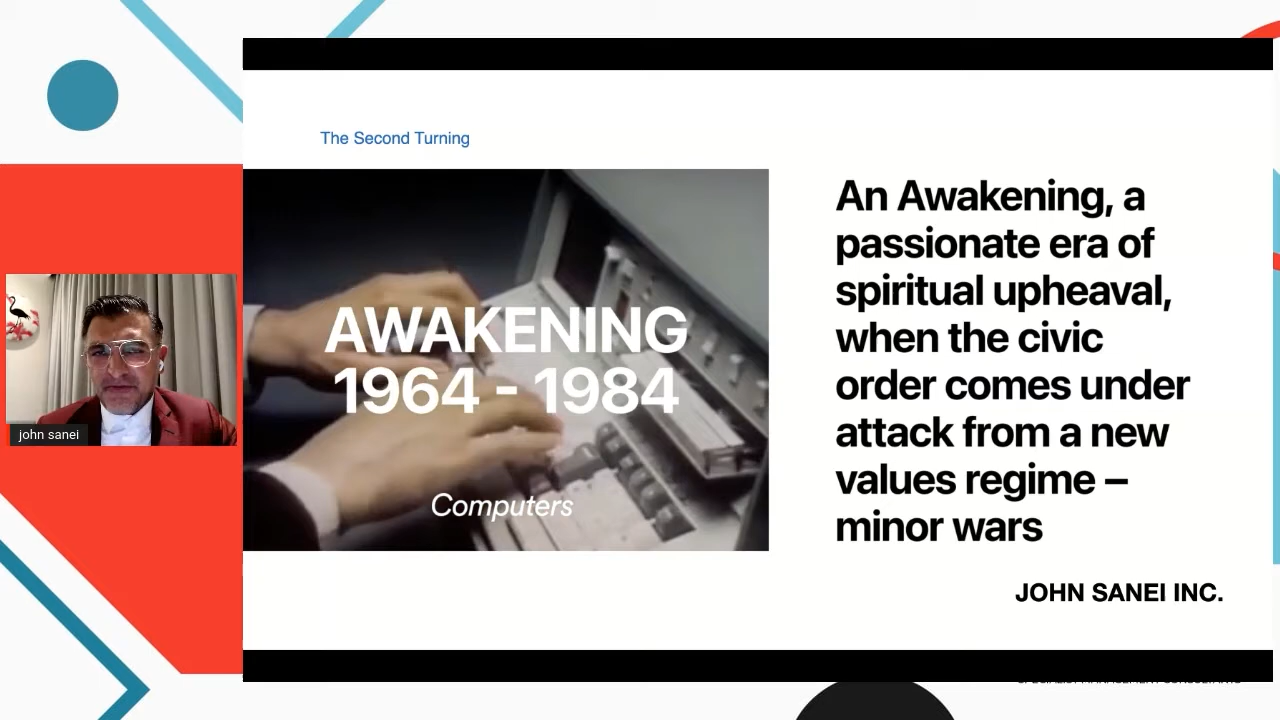 The Second Turning
AWAKENING
1964 - 1984
Computers
An Awakening, a
passionate era of
spiritual upheaval,
when the civic
order comes under
attack from a new
values regime –
minor wars
JOHN SANEI INC.
john sanei